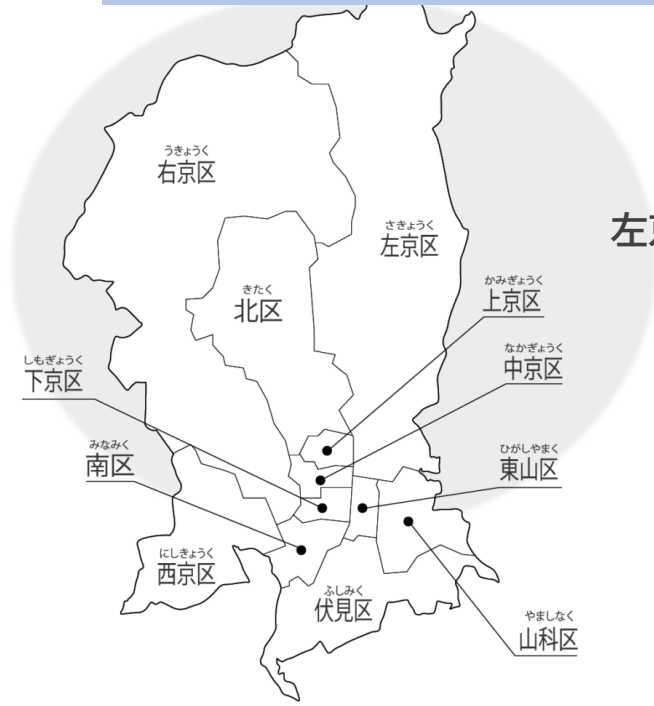 うきょうく
右京区
さきょうく
左京区
きたく
北区
かみぎょうく
上京区
なかぎょうく
中京区
しもぎょうく
下京区
みなみく
南区
ひがしやまく
東山区
にしきょうく
西京区
ふしみく
伏見区
やましなく
山科区
左